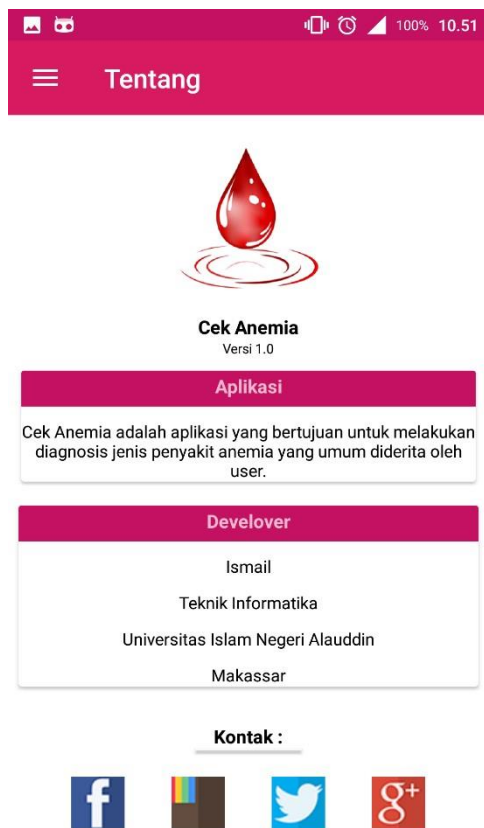 100% 10.51
Tentang
Cek Anemia
Versi 1.0
Aplikasi
Cek Anemia adalah aplikasi yang bertujuan untuk melakukan
diagnosis jenis penyakit anemia yang umum diderita oleh
user.
Develover
Ismail
Teknik Informatika
Universitas Islam Negeri Alauddin
Makassar
Kontak :
f
g+